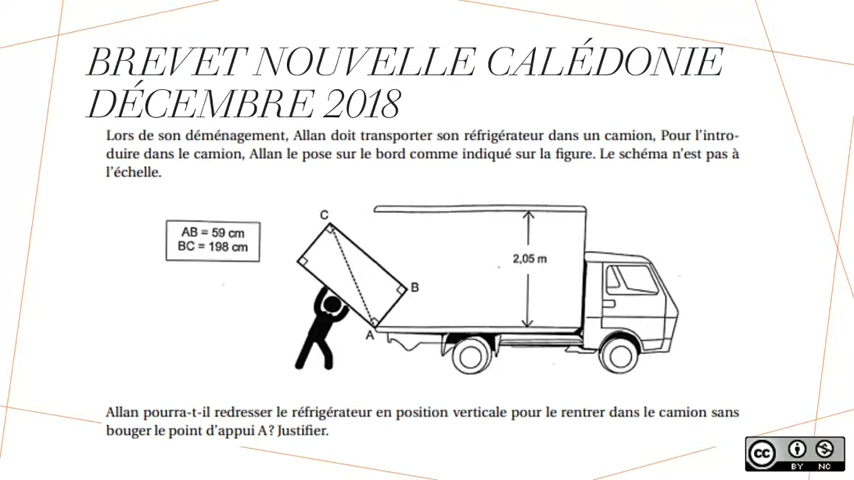 BREVET NOUVELLE CALÉDONIE
DÉCEMBRE 2018
Lors de son déménagement, Allan doit transporter son réfrigérateur dans un camion, Pour l'intro-
duire dans le camion, Allan le pose sur le bord comme indiqué sur la figure. Le schéma n'est pas à
l'échelle.
C
AB = 59 cm
BC = 198 cm
2,05 m
B
A
Allan pourra-t-il redresser le réfrigérateur en position verticale pour le rentrer dans le camion sans
bouger le point d'appui A? Justifier.
cc
BY NC